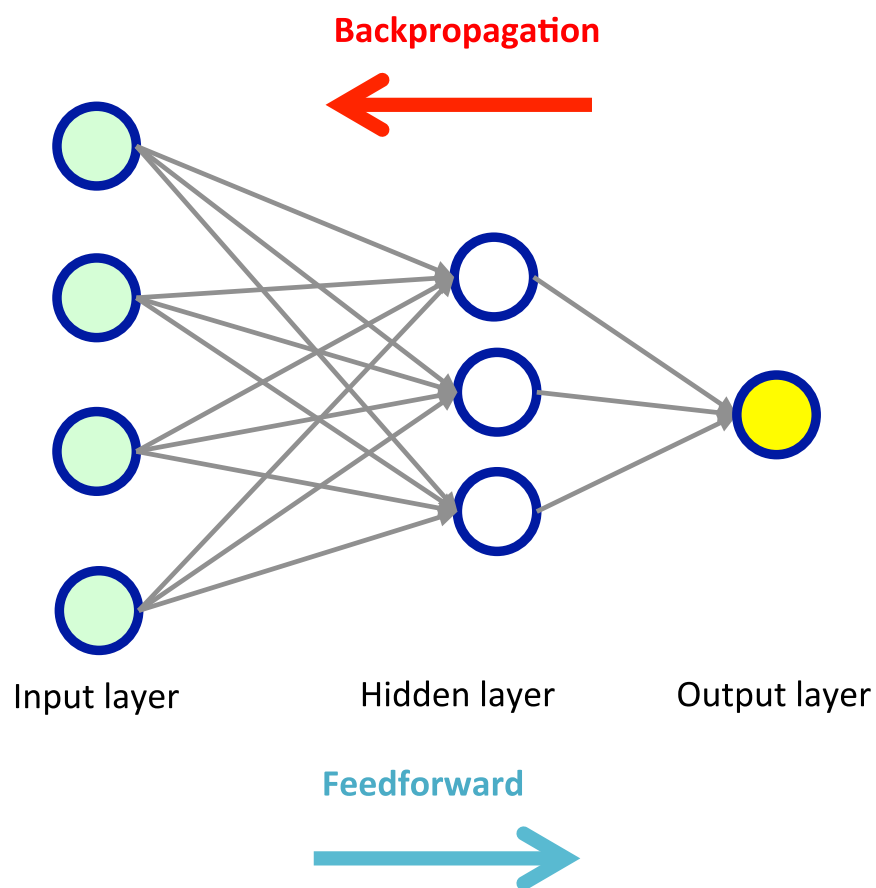 Backpropagation
Input layer
Hidden layer
Output layer
Feedforward